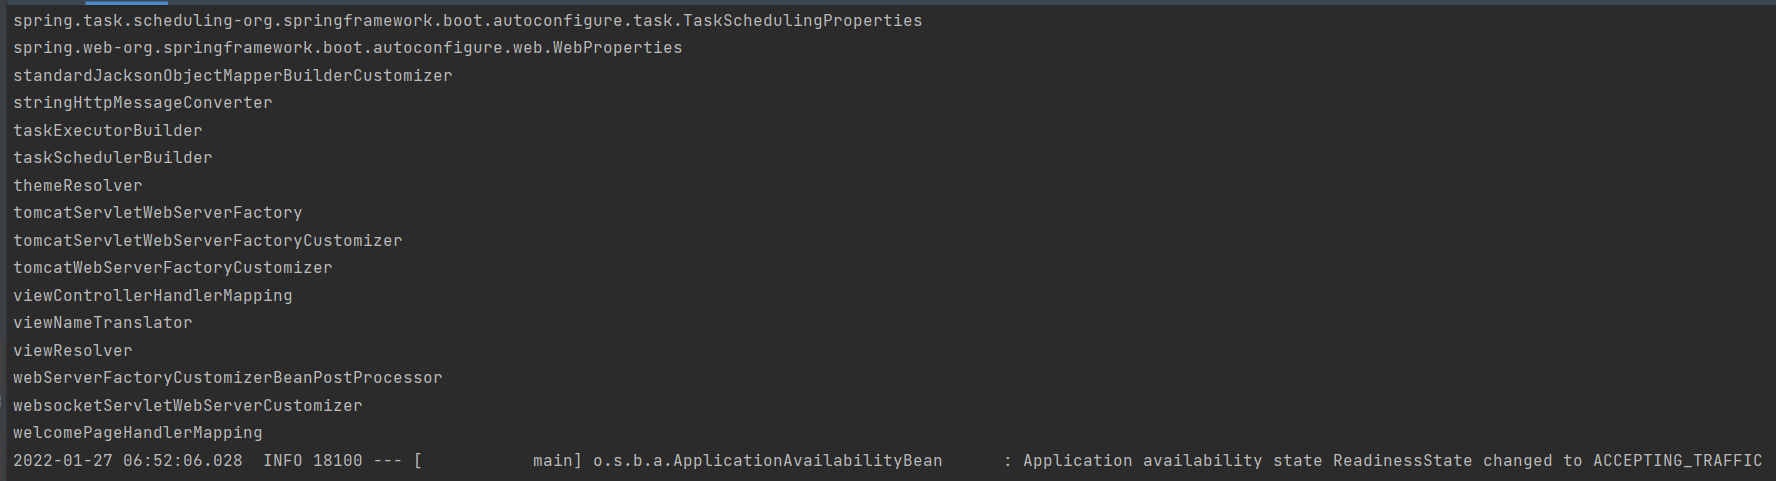 spring.task.scheduling-org.springframework.boot.autoconfigure.task.TaskSchedulingProperties
spring.web-org.springframework.boot.autoconfigure.web.WebProperties
standardJacksonObjectMapperBuilderCustomizer
stringHttpMessageConverter
taskExecutorBuilder
taskSchedulerBuilder
themeResolver
tomcatServletWebServerFactory
tomcatServletWebServerFactoryCustomizer
tomcatWebServerFactoryCustomizer
viewControllerHandlerMapping
viewNameTranslator
viewResolver
webServerFactoryCustomizerBeanPostProcessor
websocketServletWebServerCustomizer
welcomePageHandlerMapping
2022-01-27 06:52:06.028  INFO 18100 --- [           main] o.s.b.a.ApplicationAvailabilityBean      : Application availability state ReadinessState changed to ACCEPTING_TRAFFIC